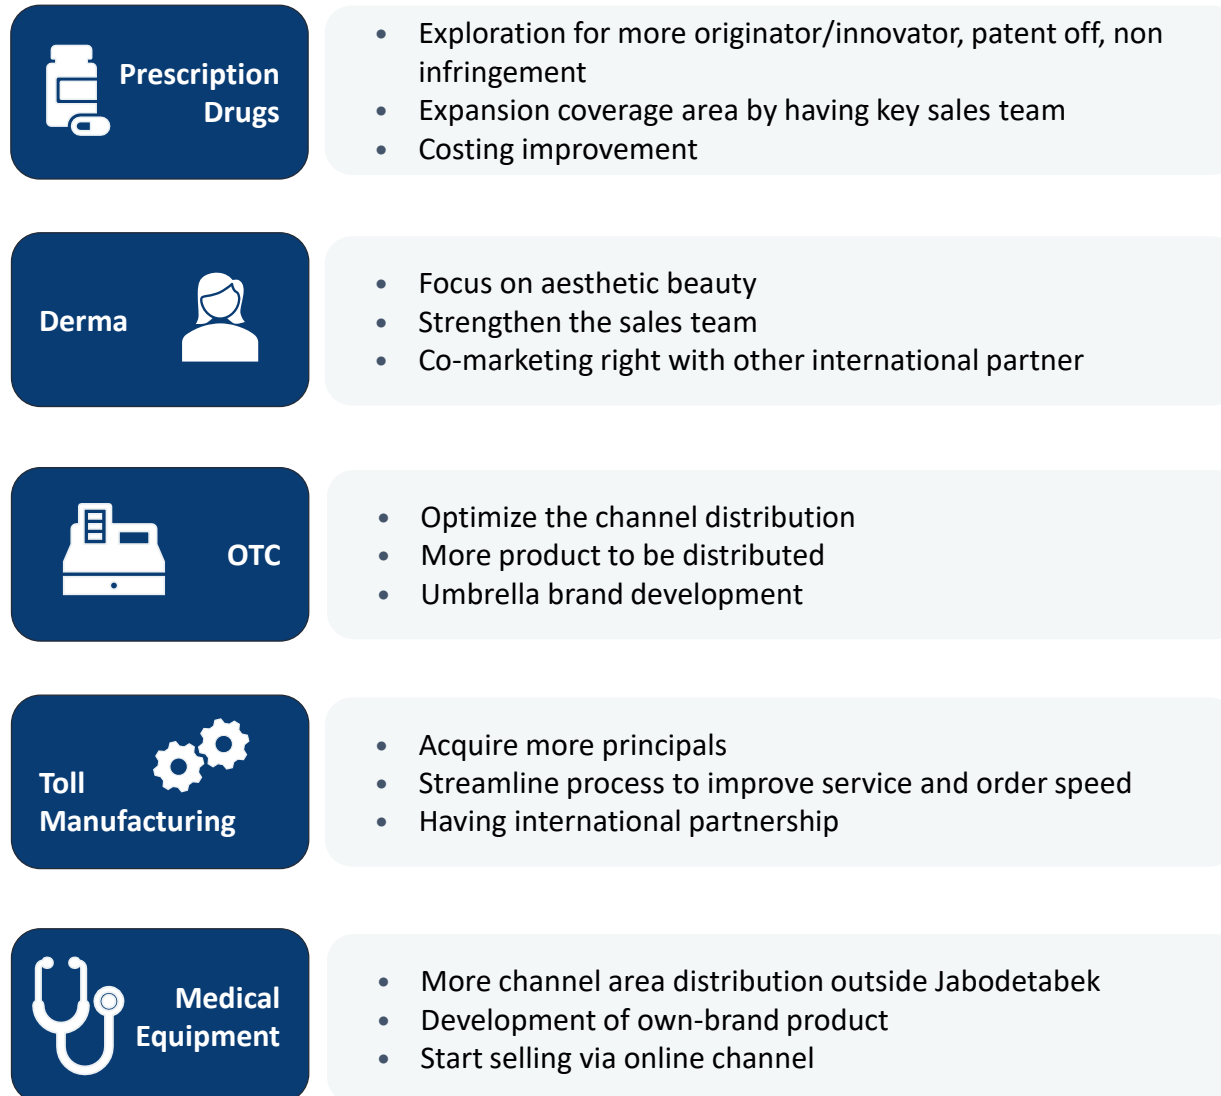 Prescription
Drugs
• Exploration for more originator/innovator, patent off, non
infringement
• Expansion coverage area by having key sales team
• Costing improvement
Derma
• Focus on aesthetic beauty
• Strengthen the sales team
• Co-marketing right with other international partner
OTC
• Optimize the channel distribution
• More product to be distributed
• Umbrella brand development
Toll
Manufacturing
• Acquire more principals
• Streamline process to improve service and order speed
• Having international partnership
Medical
Equipment
• More channel area distribution outside Jabodetabek
• Development of own-brand product
• Start selling via online channel